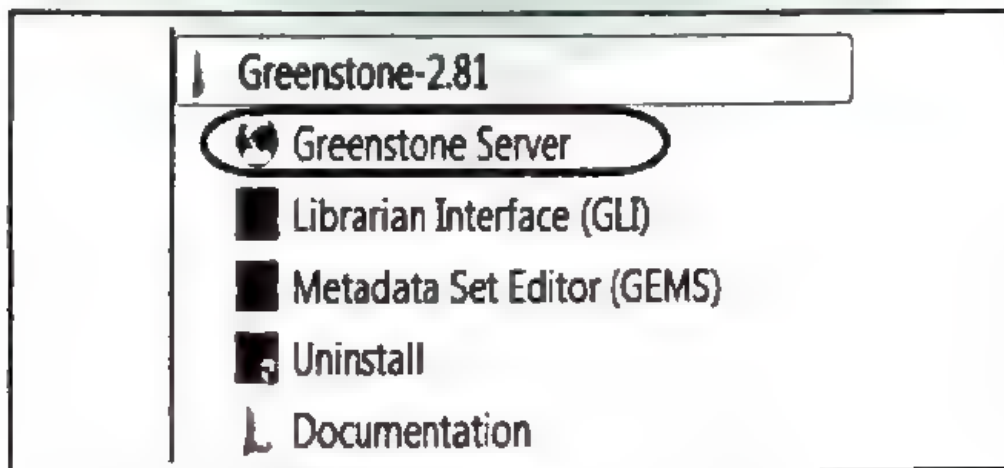 Greenstone-2.81
Greenstone Server
Librarian Interface (GLI)
Metadata Set Editor (GEMS)
Uninstall
Documentation